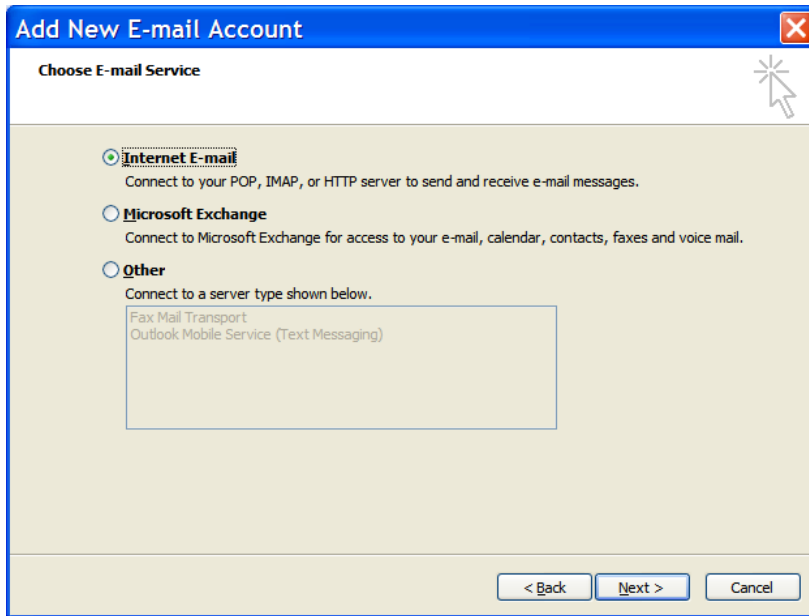 Add New E-mail Account
Choose E-mail Service
Internet E-mail
Connect to your POP, IMAP, or HTTP server to send and receive e-mail messages.
Microsoft Exchange
Connect to Microsoft Exchange for access to your e-mail, calendar, contacts, faxes and voice mail.
Other
Connect to a server type shown below.
Fax Mail Transport
Outlook Mobile Service (Text Messaging)
< Back Next > Cancel